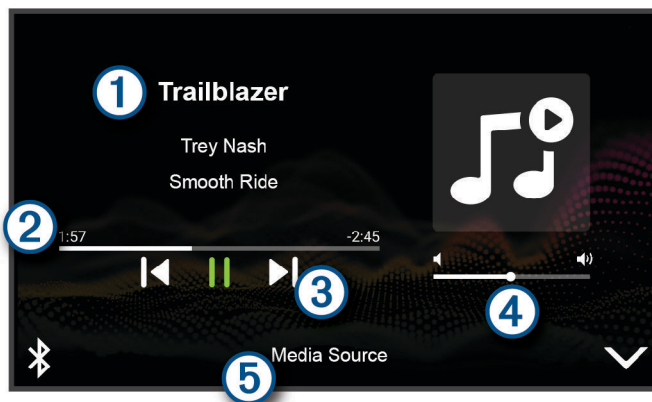 1 Trailblazer
Trey Nash
Smooth Ride
2
1:57 -2:45
3
4
Media Source
5